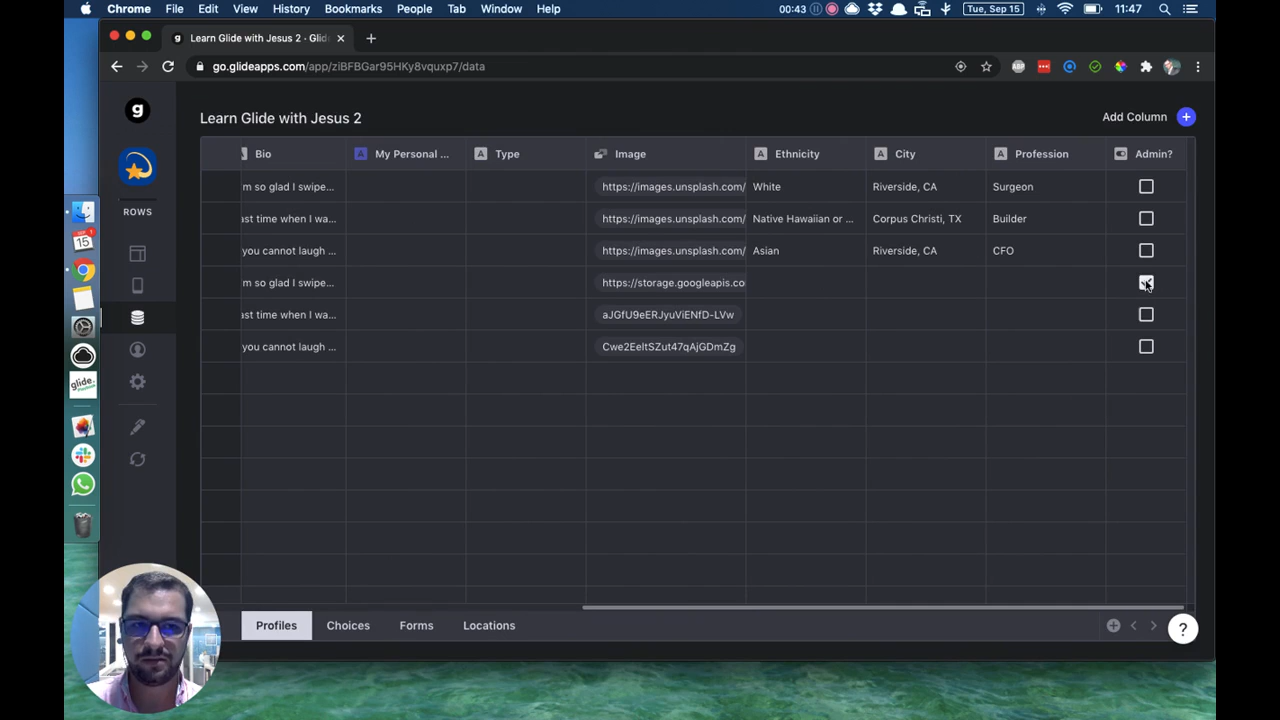 Chrome File Edit View History Bookmarks People Tab Window Help 00:43 Tue, Sep 15 11:47
g Learn Glide with Jesus 2 · Glid
go.glideapps.com/app/ziBFBGar95HKy8vquxp7/data ABP
g
Learn Glide with Jesus 2 Add Column
Bio A My Personal ... A Type Image A Ethnicity A City A Profession Admin?
m so glad I swipe... https://images.unsplash.com/ White Riverside, CA Surgeon
ROWS
ast time when I wa... https://images.unsplash.com/ Native Hawaiian or ... Corpus Christi, TX Builder
SEP
15
you cannot laugh ... https://images.unsplash.com/ Asian Riverside, CA CFO
m so glad I swipe... https://storage.googleapis.co
ast time when I wa... aJGfU9eERJyuViENfD-LVw
you cannot laugh ... Cwe2EeltSZut47qAjGDmZg
glide
Profiles Choices Forms Locations ?